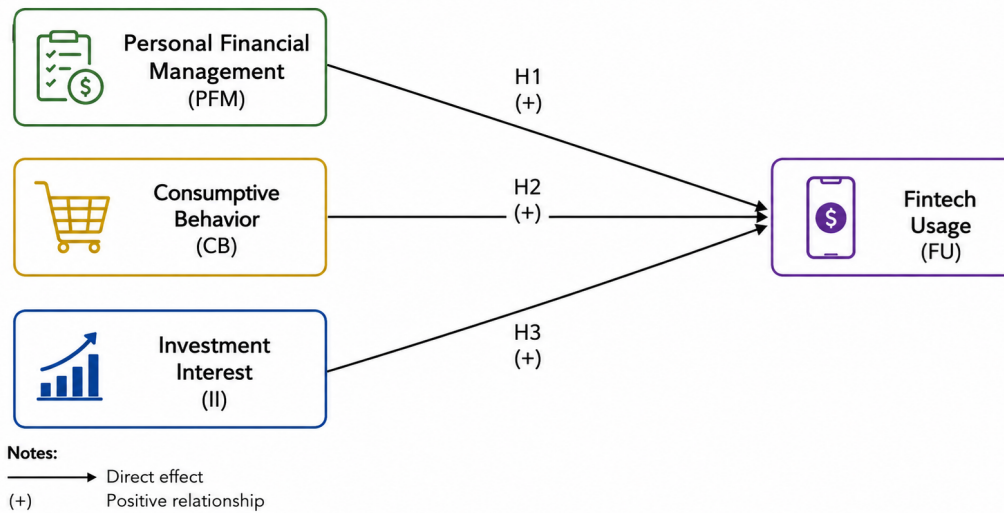 Personal Financial
Management
(PFM)
$
H1
(+)
Consumptive
Behavior
(CB)
H2
(+)
$
Fintech
Usage
(FU)
Investment
Interest
(II)
H3
(+)
Notes:
Direct effect
(+) Positive relationship